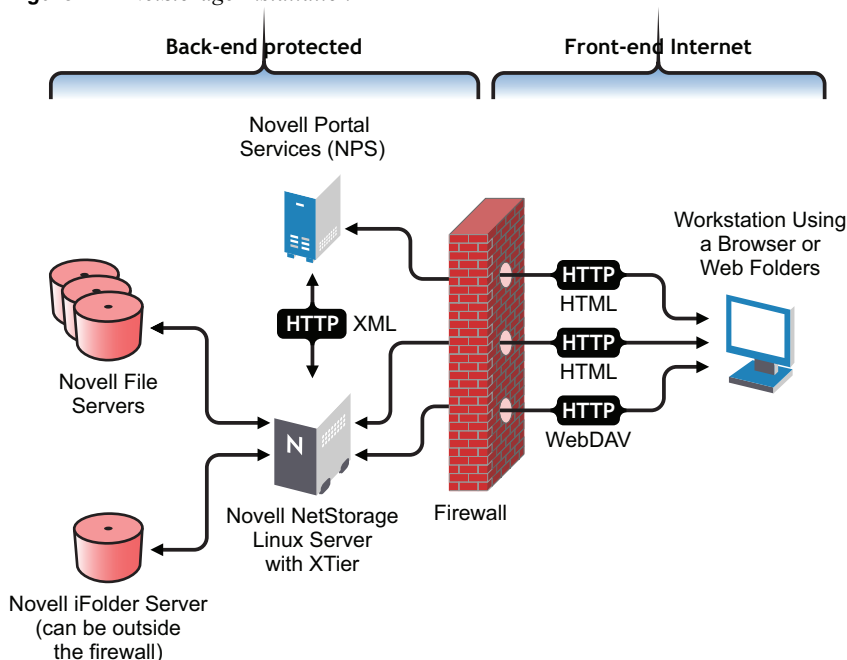 Back-end protected
Front-end Internet
Novell Portal
Services (NPS)
Workstation Using
a Browser or
Web Folders
HTTP
HTML
HTTP XML
HTTP
HTML
Novell File
Servers
HTTP
WebDAV
N
Novell NetStorage
Linux Server
with XTier
Firewall
Novell iFolder Server
(can be outside
the firewall)